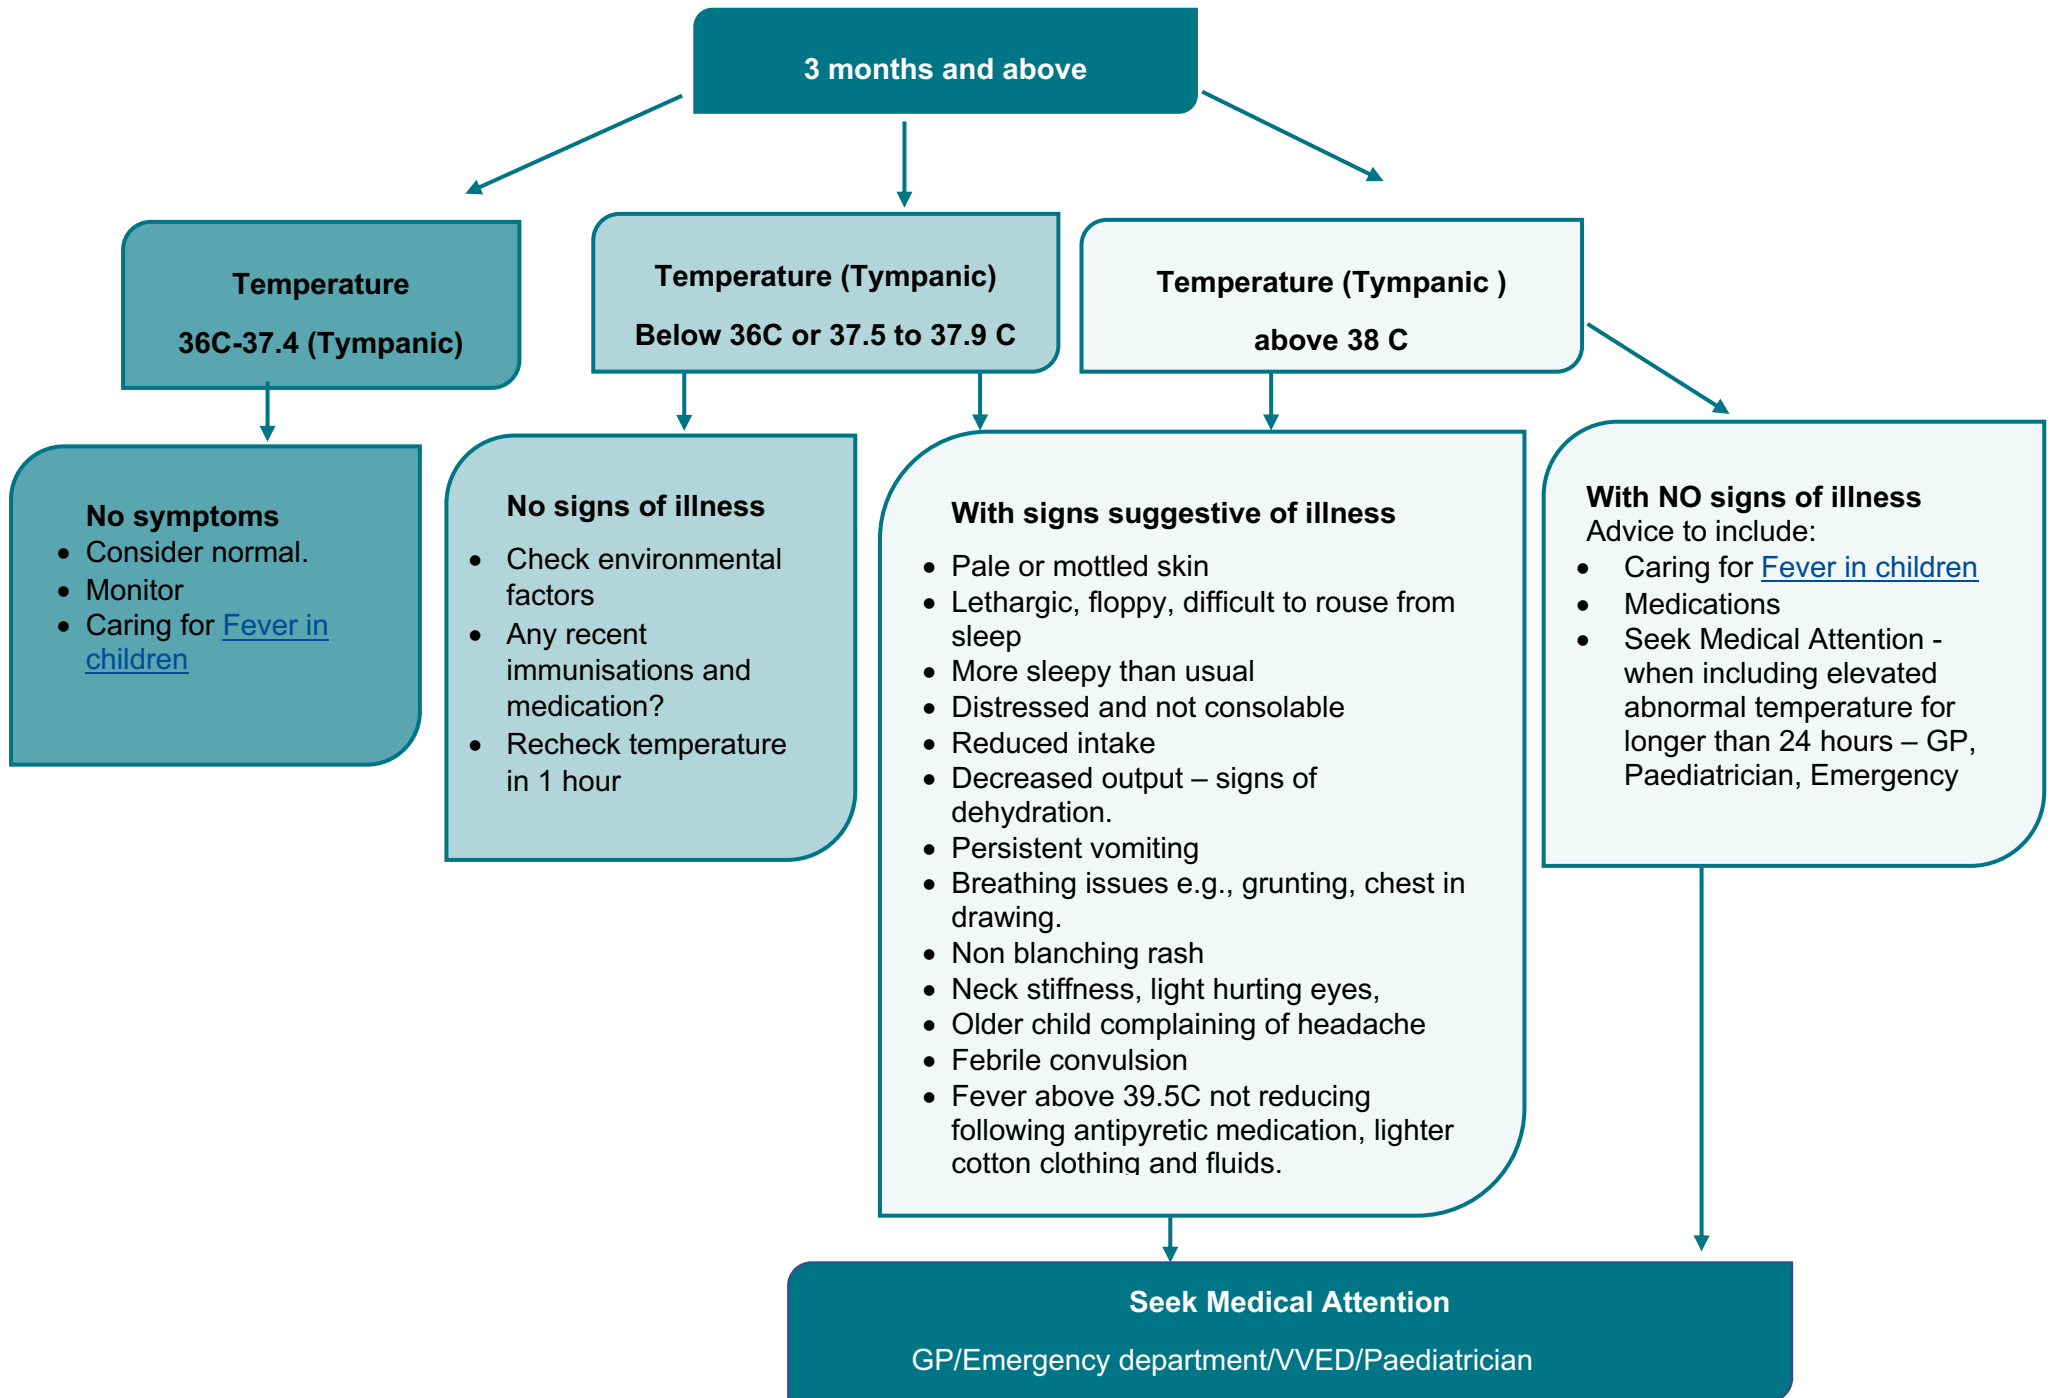 3 months and above
Temperature
36C-37.4 (Tympanic)
Temperature (Tympanic)
Below 36C or 37.5 to 37.9 C
Temperature (Tympanic )
above 38 C
No symptoms
• Consider normal.
• Monitor
• Caring for Fever in
children
No signs of illness
• Check environmental
factors
• Any recent
immunisations and
medication?
• Recheck temperature
in 1 hour
With signs suggestive of illness
• Pale or mottled skin
• Lethargic, floppy, difficult to rouse from
sleep
• More sleepy than usual
• Distressed and not consolable
• Reduced intake
• Decreased output – signs of
dehydration.
• Persistent vomiting
• Breathing issues e.g., grunting, chest in
drawing.
• Non blanching rash
• Neck stiffness, light hurting eyes,
• Older child complaining of headache
• Febrile convulsion
• Fever above 39.5C not reducing
following antipyretic medication, lighter
cotton clothing and fluids.
With NO signs of illness
Advice to include:
• Caring for Fever in children
• Medications
• Seek Medical Attention -
when including elevated
abnormal temperature for
longer than 24 hours – GP,
Paediatrician, Emergency
Seek Medical Attention
GP/Emergency department/VVED/Paediatrician